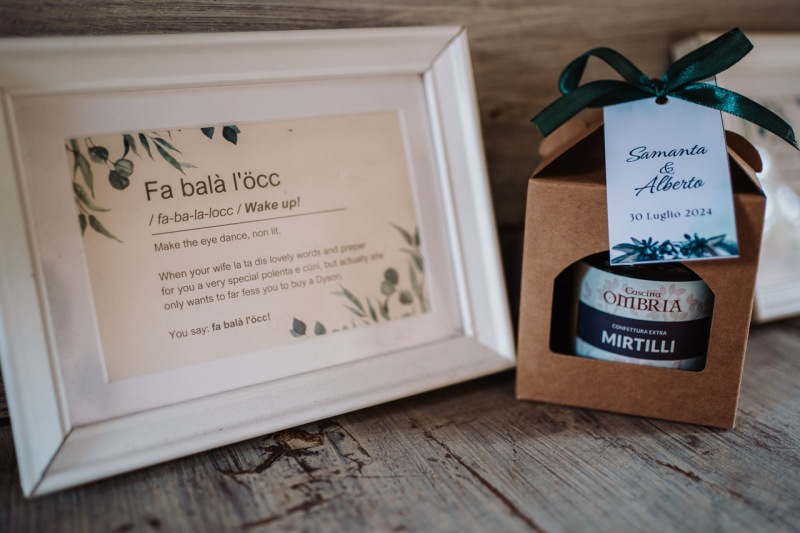 Fa balà l'öcc
/ fa-ba-la-locc / Wake up!
Make the eye dance, non lit.
When your wife la ta dis lovely words and preper
for you a very special polenta e cüni, but actually she
only wants to far fess you to buy a Dyson.
You say: fa balà l'öcc!
Samanta
&
Alberto
30 Luglio 2024
Cascina
OMBRIA
CONFETTURA EXTRA
MIRTILLI